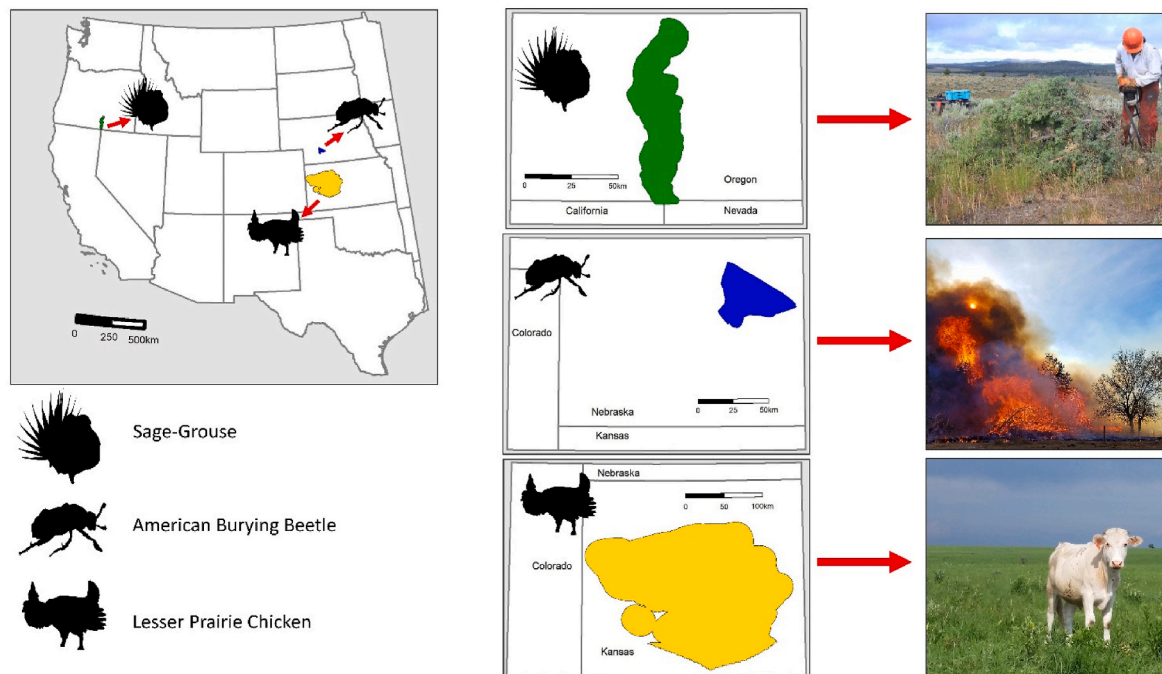 0 250 500km
Sage-Grouse
American Burying Beetle
Lesser Prairie Chicken
0 25 50km
Oregon
California
Nevada
Colorado
0 25 50km
Nebraska
Kansas
Nebraska
0 50 100km
Colorado
Kansas